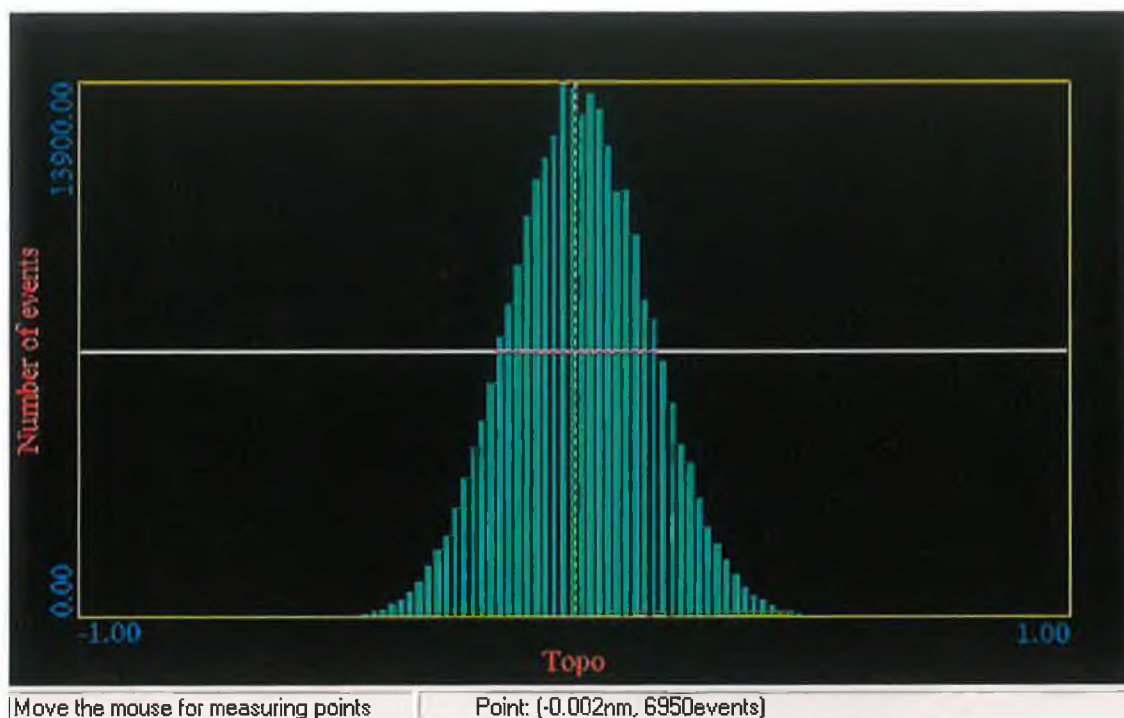 13900.00
Number of events
0.00
-1.00
1.00
Topo
Move the mouse for measuring points
Point: (-0.002nm, 6950events)